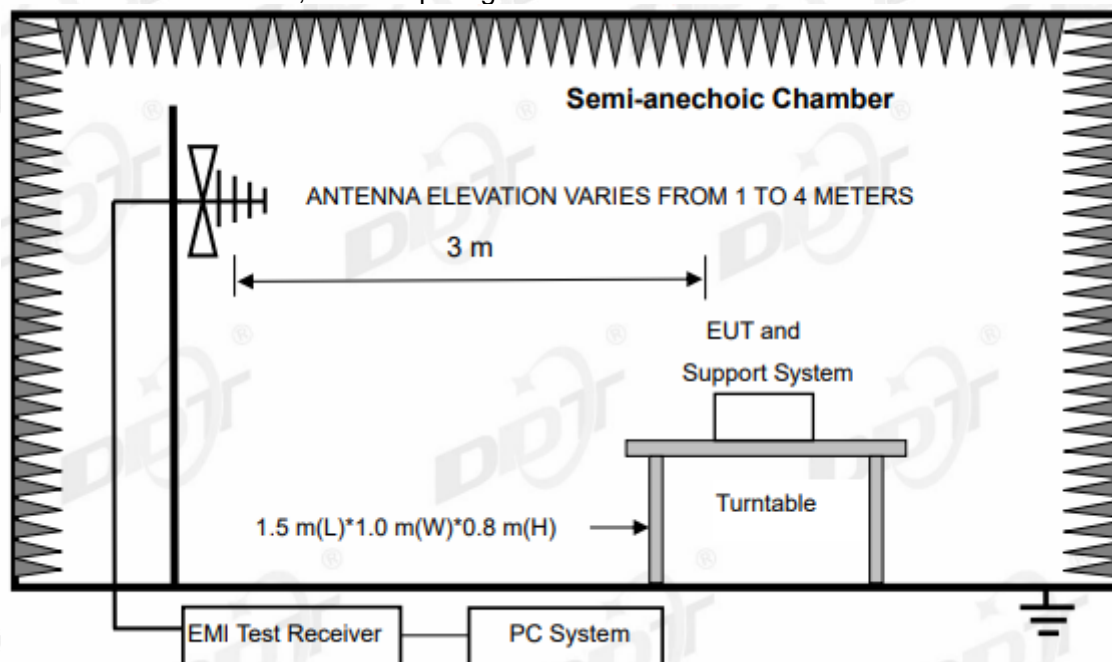 Semi-anechoic Chamber
ANTENNA ELEVATION VARIES FROM 1 TO 4 METERS
3 m
EUT and
Support System
Turntable
1.5 m(L)*1.0 m(W)*0.8 m(H)
EMI Test Receiver
PC System
DDT
®